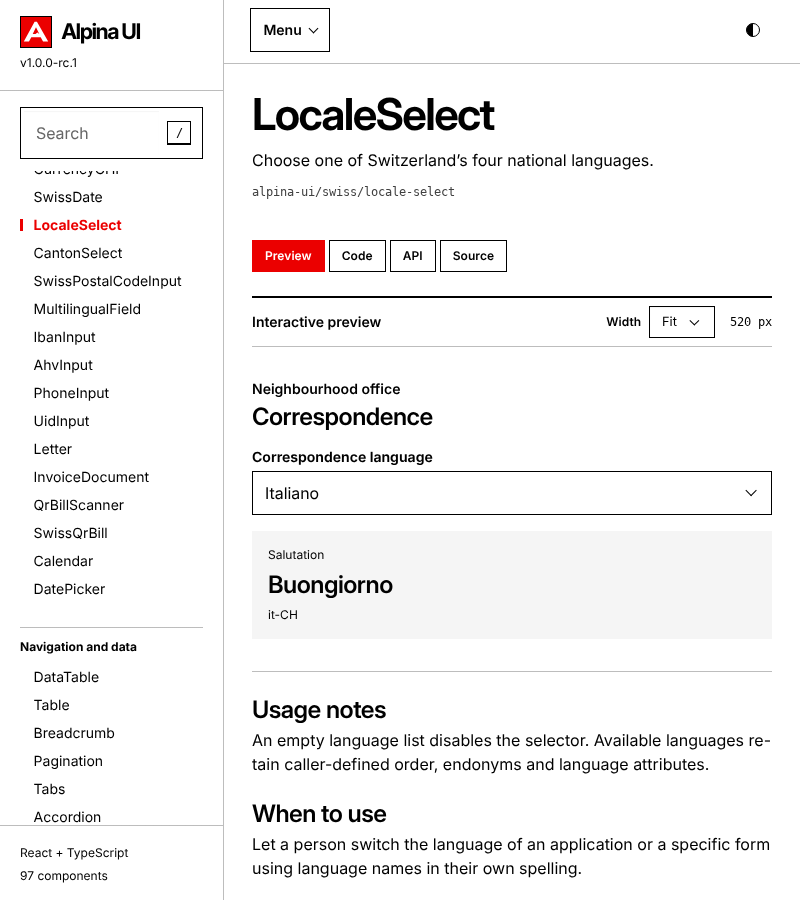 Alpina UI
v1.0.0-rc.1
Search
/
SwissDate
LocaleSelect
CantonSelect
SwissPostalCodeInput
MultilingualField
IbanInput
AhvInput
PhoneInput
UidInput
Letter
InvoiceDocument
QrBillScanner
SwissQrBill
Calendar
DatePicker
Navigation and data
DataTable
Table
Breadcrumb
Pagination
Tabs
Accordion
React + TypeScript
97 components
Menu
LocaleSelect
Choose one of Switzerland’s four national languages.
alpina-ui/swiss/locale-select
Preview
Code
API
Source
Interactive preview
Width
Fit
520 px
Neighbourhood office
Correspondence
Correspondence language
Italiano
Salutation
Buongiorno
it-CH
Usage notes
An empty language list disables the selector. Available languages re-
tain caller-defined order, endonyms and language attributes.
When to use
Let a person switch the language of an application or a specific form
using language names in their own spelling.